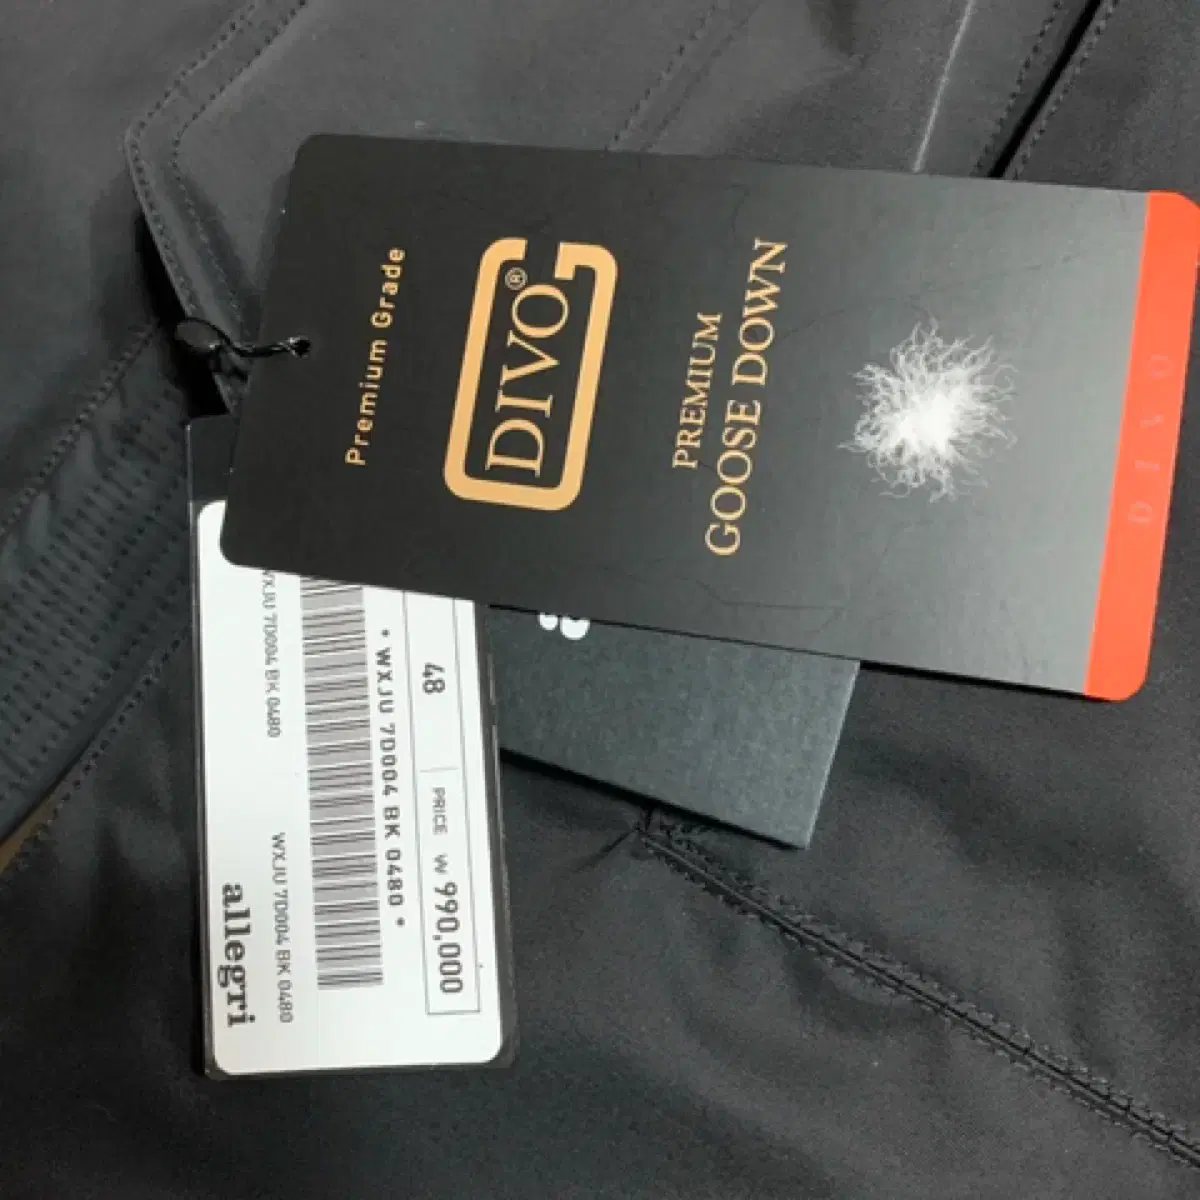 Premium Grade
DIVO®
PREMIUM
GOOSE DOWN
DIVO
48
PRICE ₩ 990,000
* WXJU 7D004 BK 0480 *
WXJU 7D004 BK 0480
WXJU 7D004 BK 0480
allegri